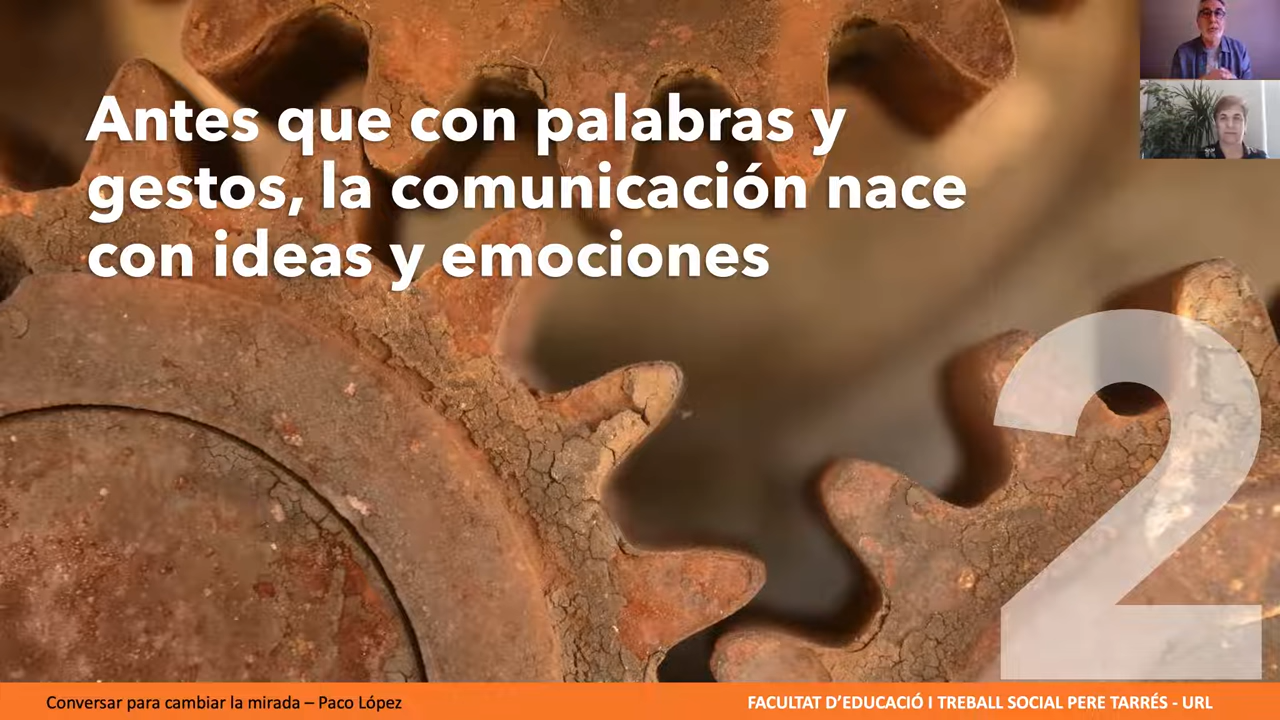 Antes que con palabras y
gestos, la comunicación nace
con ideas y emociones
2
Conversar para cambiar la mirada – Paco López
FACULTAT D’EDUCACIÓ I TREBALL SOCIAL PERE TARRÉS - URL